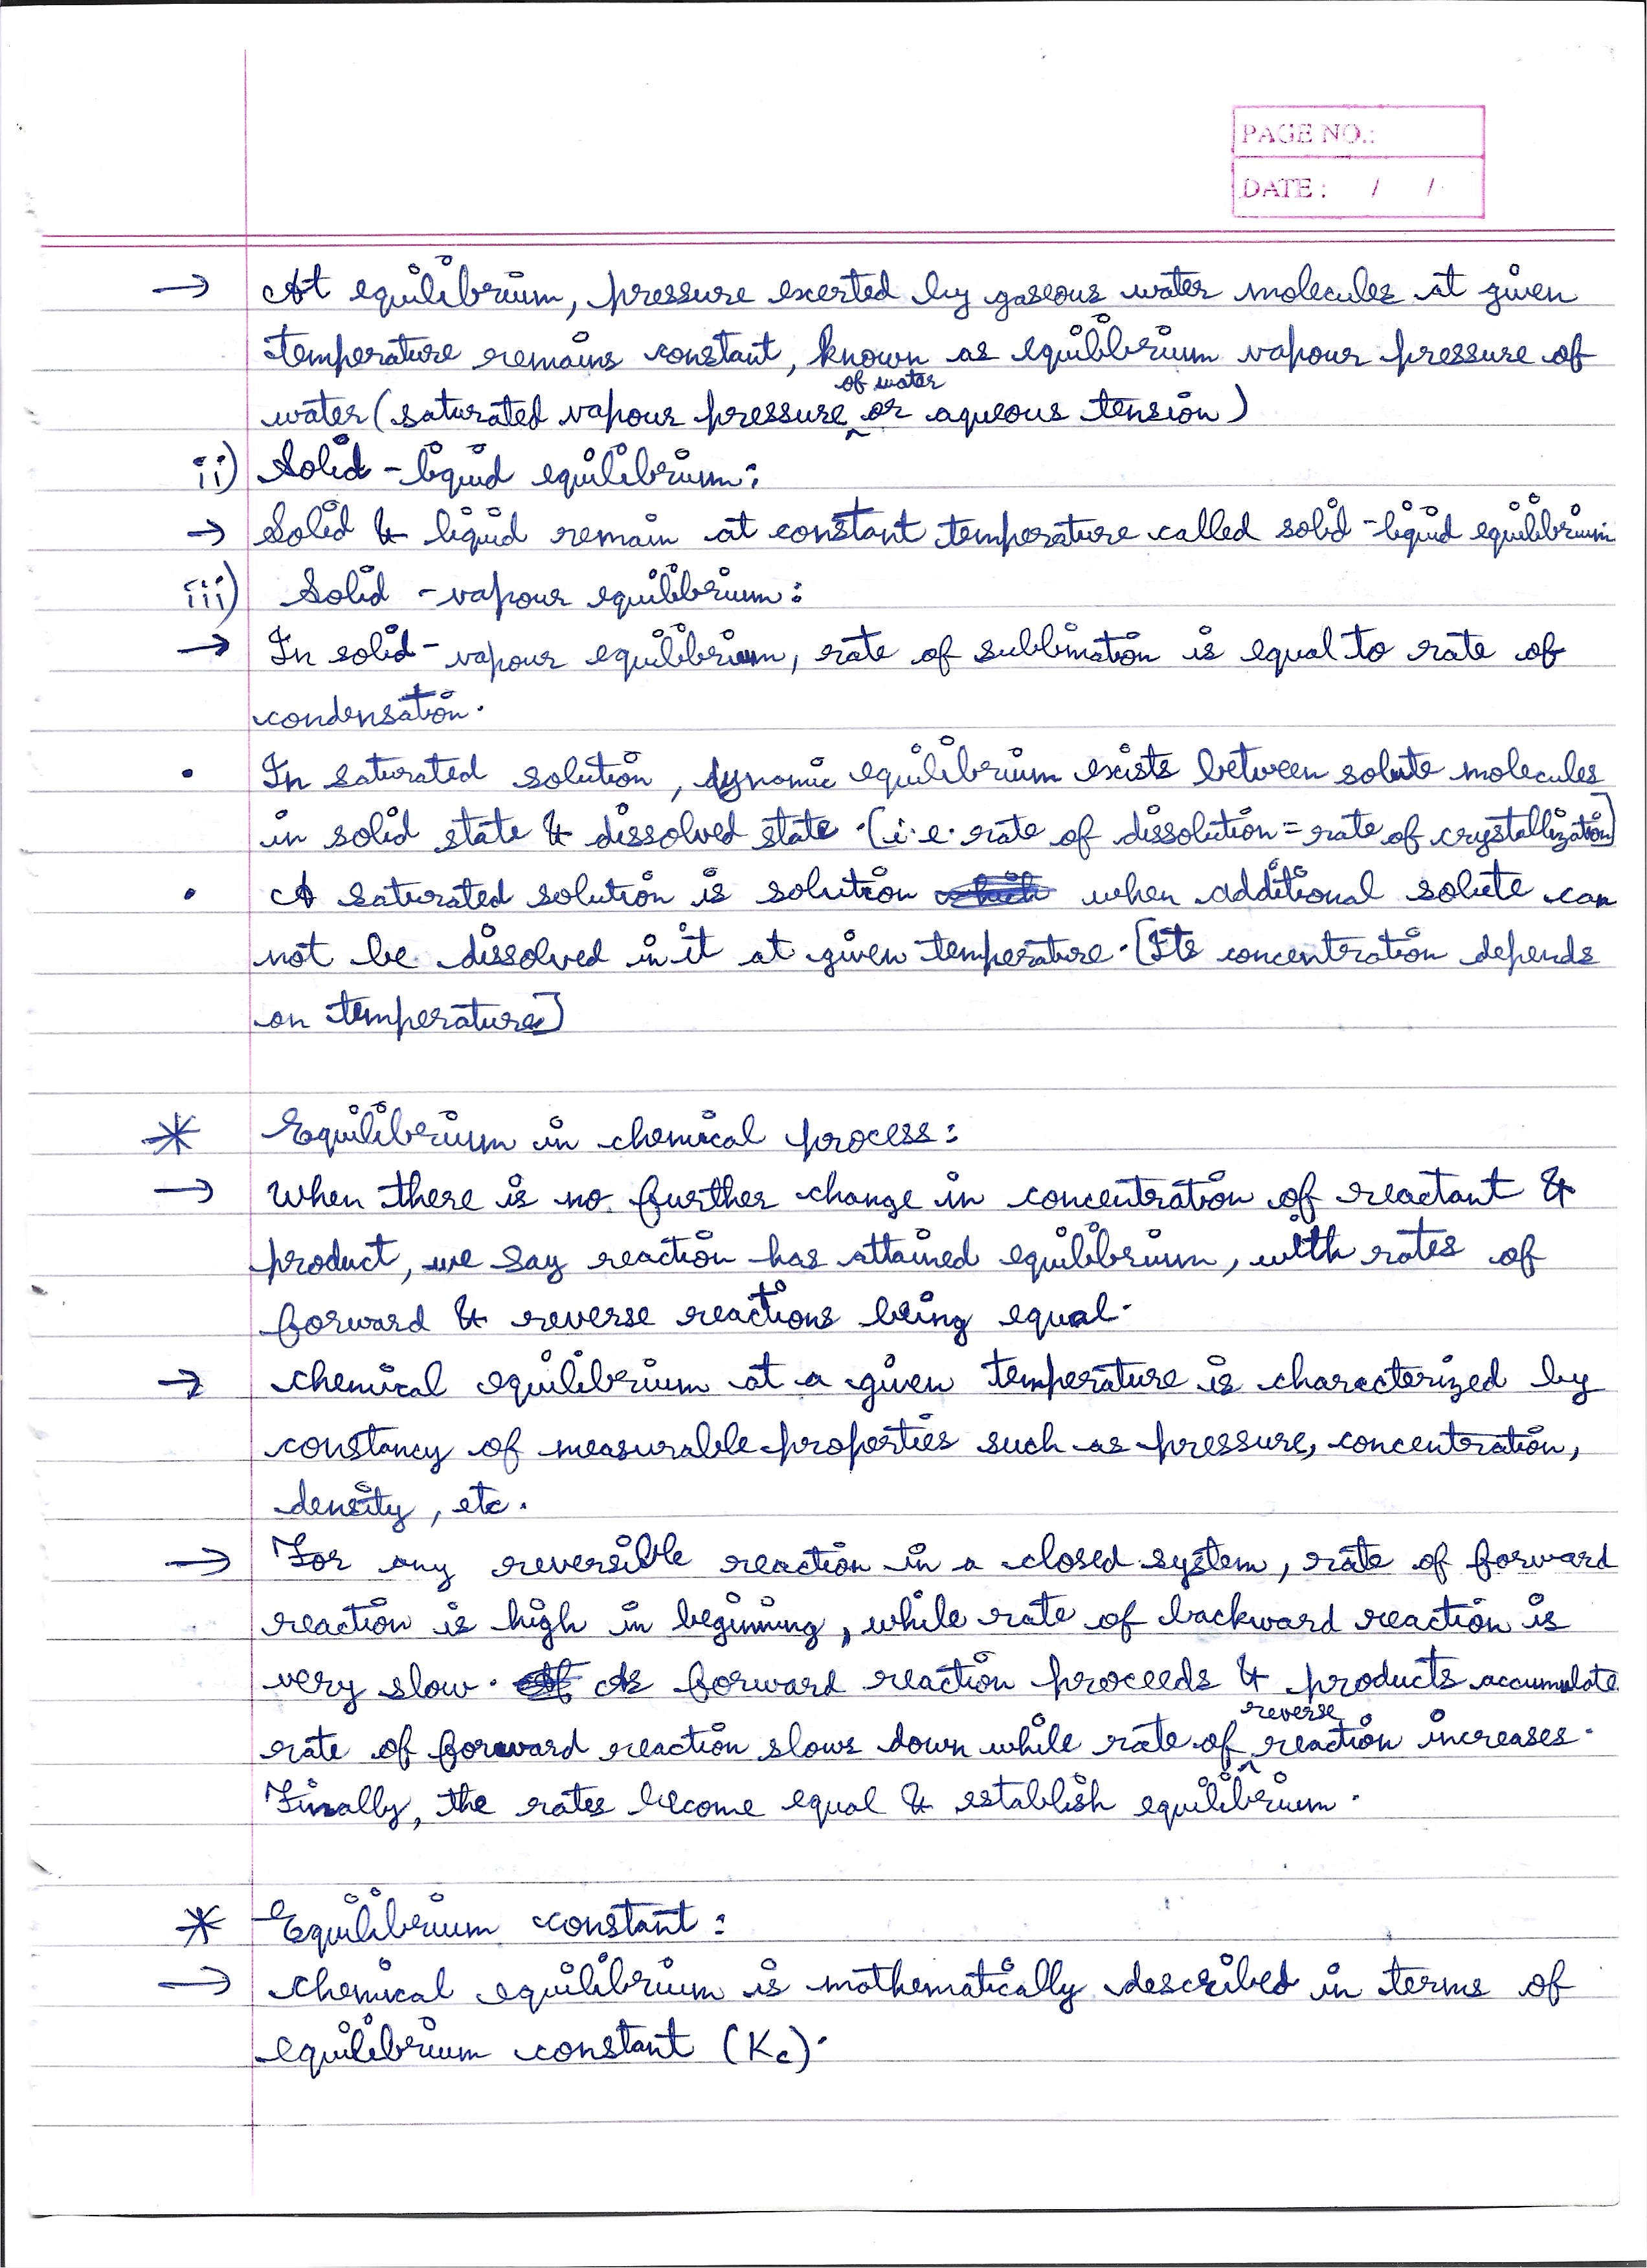 PAGE NO.:
DATE : / /
→ At equilibrium, pressure exerted by gaseous water molecules at given
temperature remains constant, known as equilibrium vapour pressure of
water (saturated vapour pressure of water or aqueous tension)
ii) Solid - liquid equilibrium:
→ Solid & liquid remain at constant temperature called solid - liquid equilibrium
iii) Solid - vapour equilibrium:
→ In solid - vapour equilibrium, rate of sublimation is equal to rate of
condensation.
• In saturated solution, dynamic equilibrium exists between solute molecules
in solid state & dissolved state. [i.e. rate of dissolution = rate of crystallization]
• A saturated solution is solution when additional solute can
not be dissolved in it at given temperature. [Its concentration depends
on temperature]
* Equilibrium in chemical process:
→ When there is no further change in concentration of reactant &
product, we say reaction has attained equilibrium, with rates of
forward & reverse reactions being equal.
→ chemical equilibrium at a given temperature is characterized by
constancy of measurable properties such as pressure, concentration,
density, etc.
→ For any reversible reaction in a closed system, rate of forward
reaction is high in beginning, while rate of backward reaction is
very slow. As forward reaction proceeds & products accumulate
rate of forward reaction slows down while rate of reverse reaction increases.
Finally, the rates become equal & establish equilibrium.
* Equilibrium constant:
→ chemical equilibrium is mathematically described in terms of
equilibrium constant (Kc).